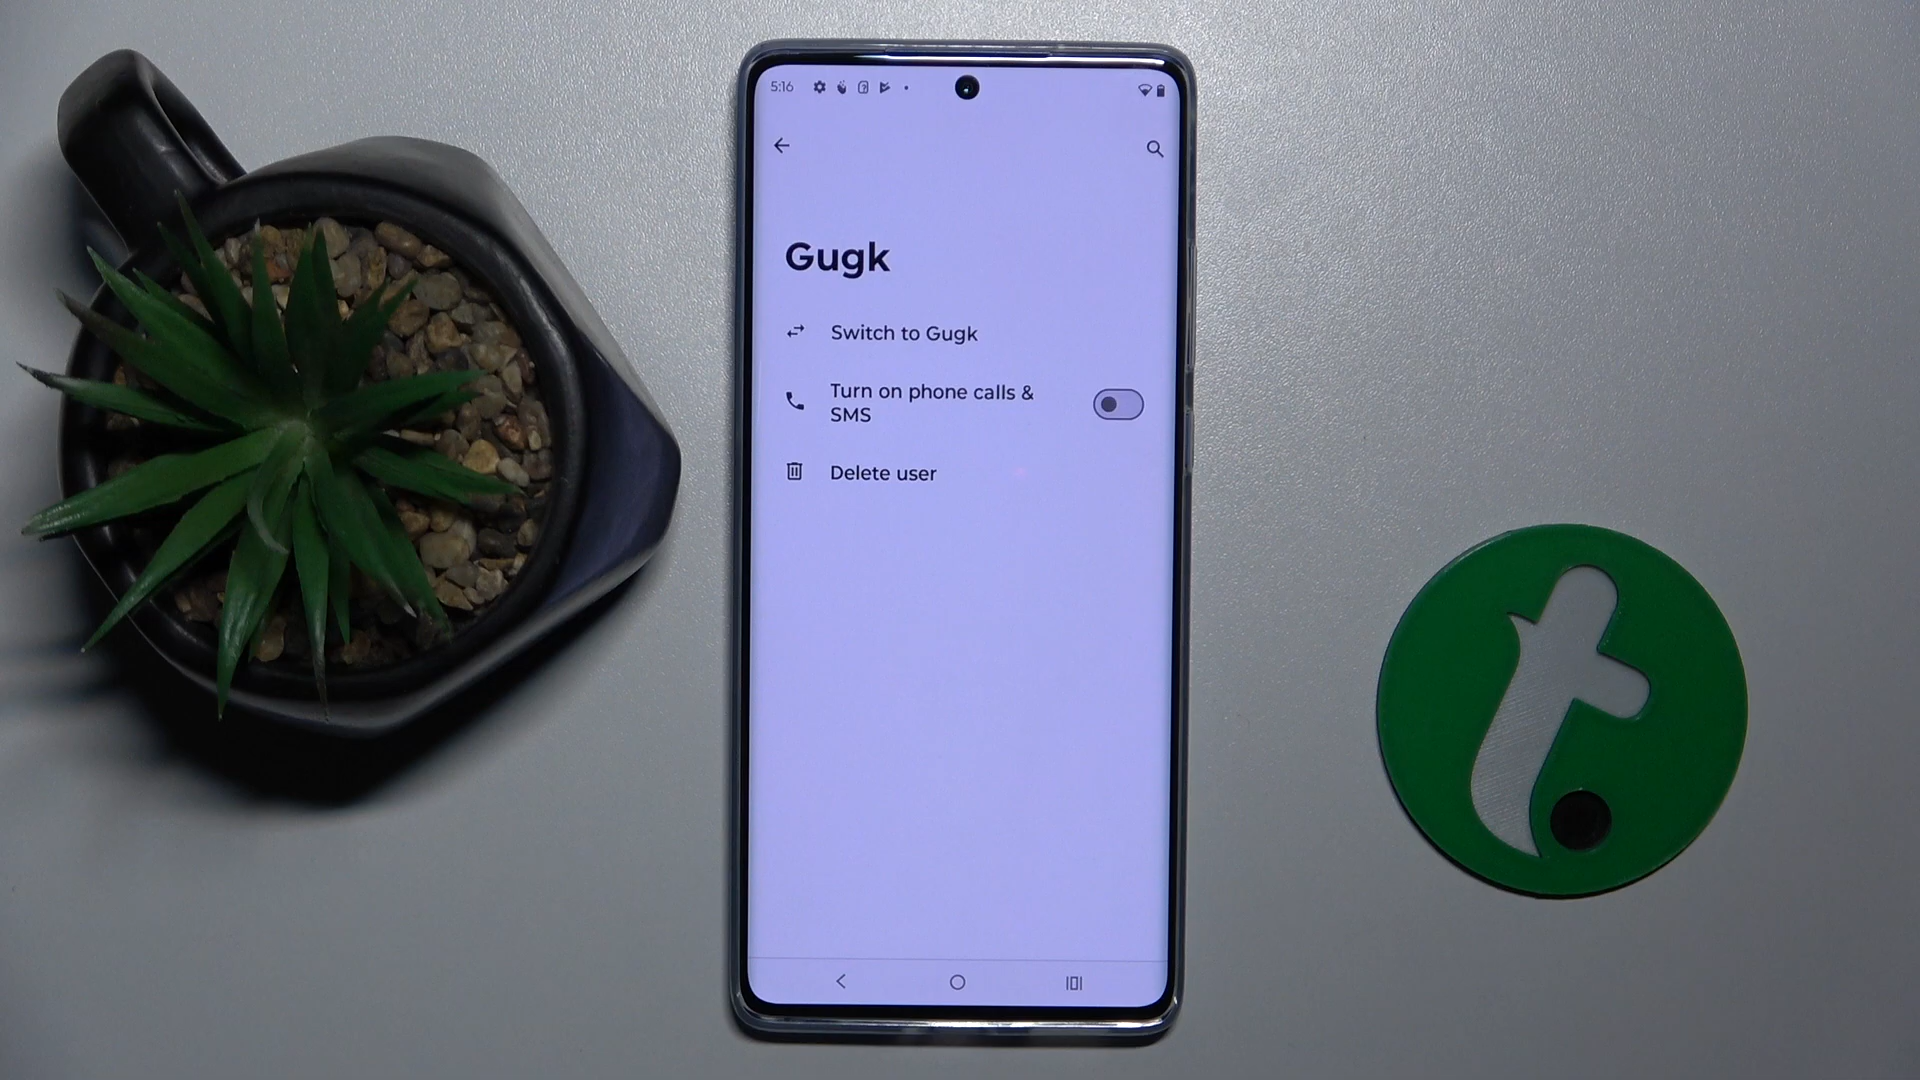 5:16
Gugk
Switch to Gugk
Turn on phone calls &
SMS
Delete user